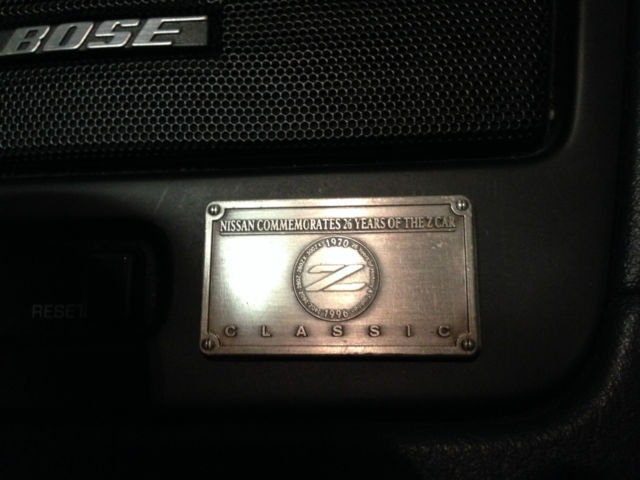 BOSE
NISSAN COMMEMORATES 26 YEARS OF THE Z CAR
1970
Z
1996
CLASSIC
RESET